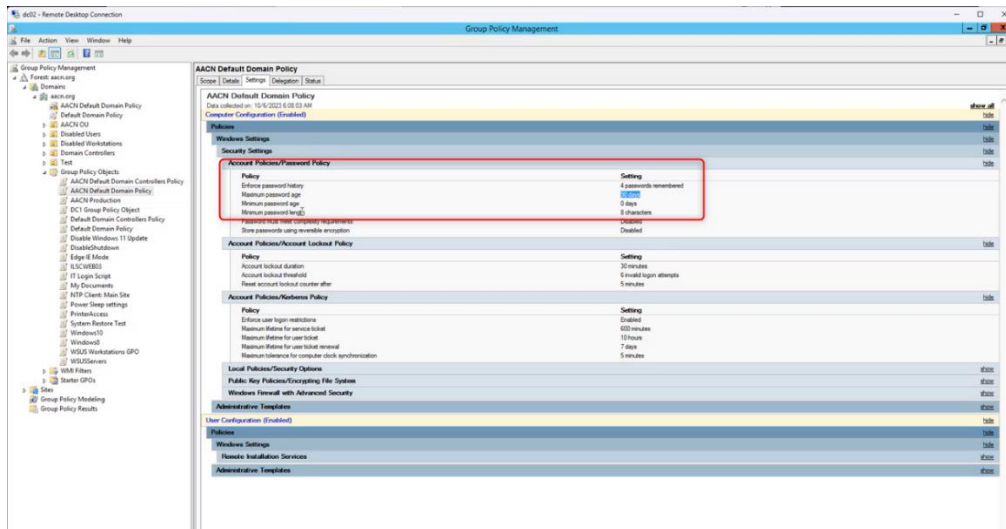 dc02 - Remote Desktop Connection
Group Policy Management
File Action View Window Help
Group Policy Management
Forest: aacn.org
Domains
aacn.org
AACN Default Domain Policy
Default Domain Policy
AACN OU
Disabled Users
Disabled Workstations
Domain Controllers
Test
Group Policy Objects
AACN Default Domain Controllers Policy
AACN Default Domain Policy
AACN Production
DC1 Group Policy Object
Default Domain Controllers Policy
Default Domain Policy
Disable Windows 11 Update
DisableShutdown
Edge IE Mode
ILSCWEB03
IT Login Script
My Documents
NTP Client: Main Site
Power Sleep settings
PrinterAccess
System Restore Test
Windows10
Windows8
WSUS Workstations GPO
WSUSServers
WMI Filters
Starter GPOs
Sites
Group Policy Modeling
Group Policy Results
AACN Default Domain Policy
Scope Details Settings Delegation Status
AACN Default Domain Policy
Data collected on: 10/6/2023 6:08:03 AM show all
Computer Configuration (Enabled) hide
Policies hide
Windows Settings hide
Security Settings hide
Account Policies/Password Policy hide
Policy Setting
Enforce password history 4 passwords remembered
Maximum password age days
Minimum password age 0 days
Minimum password length 8 characters
Password must meet complexity requirements Disabled
Store passwords using reversible encryption Disabled
Account Policies/Account Lockout Policy hide
Policy Setting
Account lockout duration 30 minutes
Account lockout threshold 6 invalid logon attempts
Reset account lockout counter after 5 minutes
Account Policies/Kerberos Policy hide
Policy Setting
Enforce user logon restrictions Enabled
Maximum lifetime for service ticket 600 minutes
Maximum lifetime for user ticket 10 hours
Maximum lifetime for user ticket renewal 7 days
Maximum tolerance for computer clock synchronization 5 minutes
Local Policies/Security Options show
Public Key Policies/Encrypting File System show
Windows Firewall with Advanced Security show
Administrative Templates show
User Configuration (Enabled) hide
Policies hide
Windows Settings hide
Remote Installation Services show
Administrative Templates show